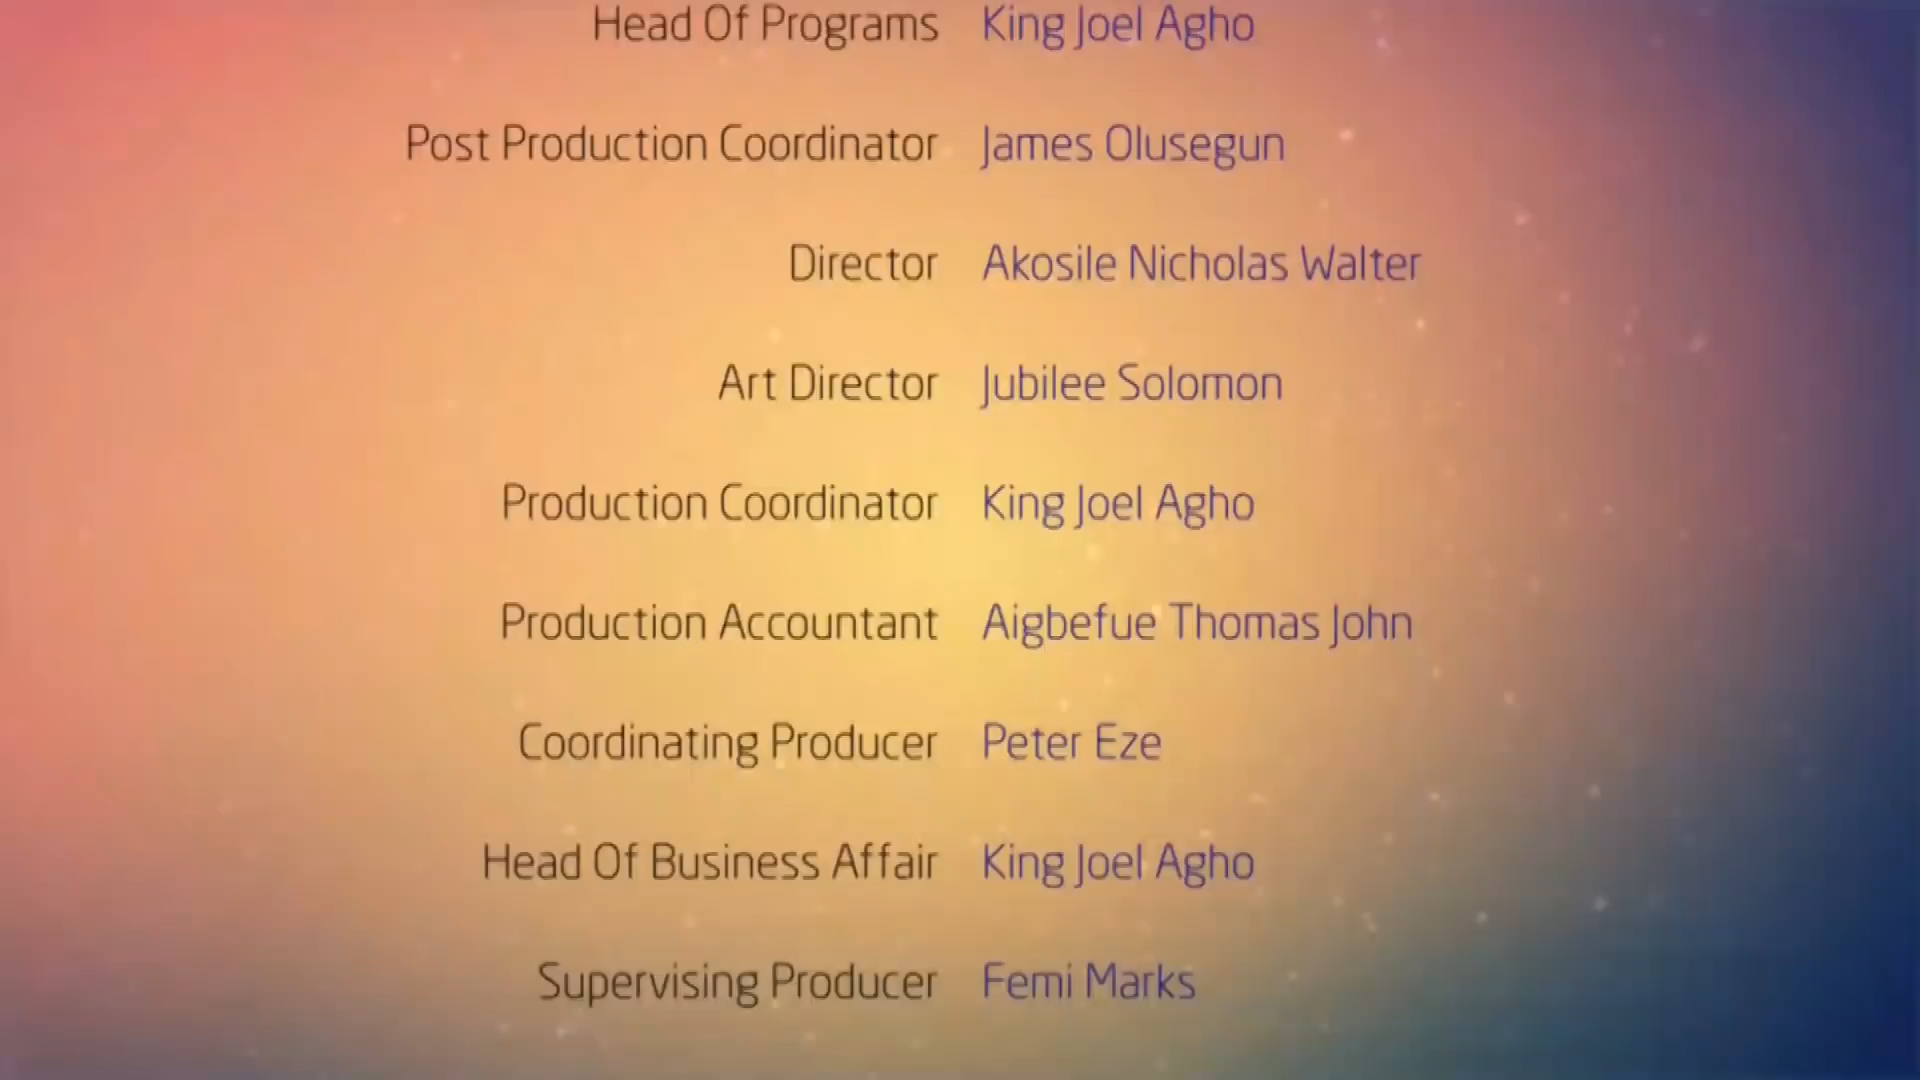 Head Of Programs King Joel Agho
Post Production Coordinator James Olusegun
Director Akosile Nicholas Walter
Art Director Jubilee Solomon
Production Coordinator King Joel Agho
Production Accountant Aigbefue Thomas John
Coordinating Producer Peter Eze
Head Of Business Affair King Joel Agho
Supervising Producer Femi Marks